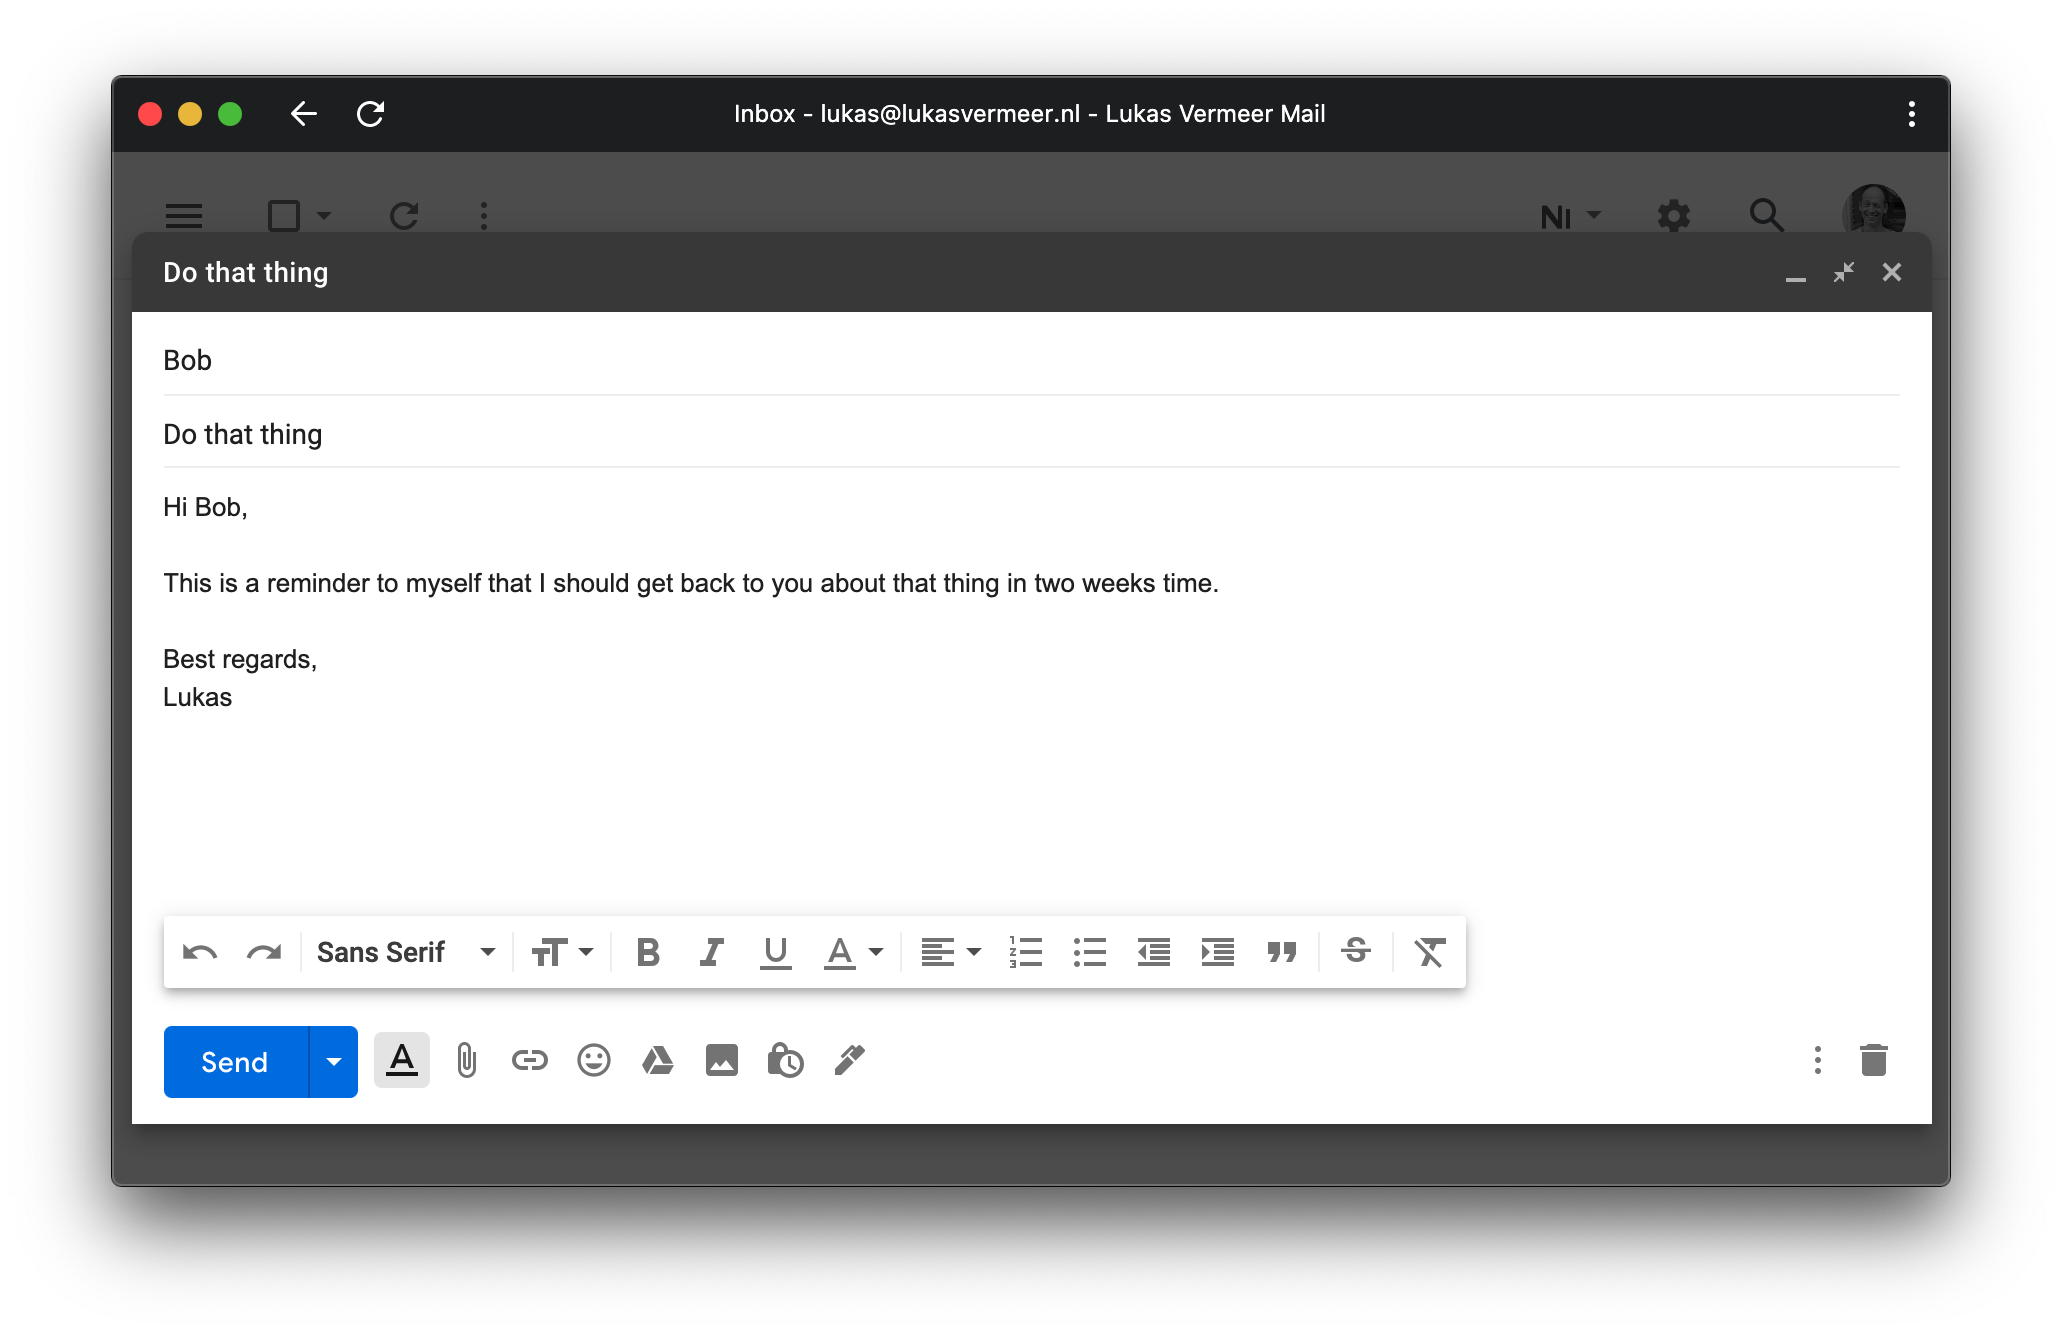 Inbox - lukas@lukasvermeer.nl - Lukas Vermeer Mail
Nl
Do that thing
Bob
Do that thing
Hi Bob,
This is a reminder to myself that I should get back to you about that thing in two weeks time.
Best regards,
Lukas
Sans Serif
Send